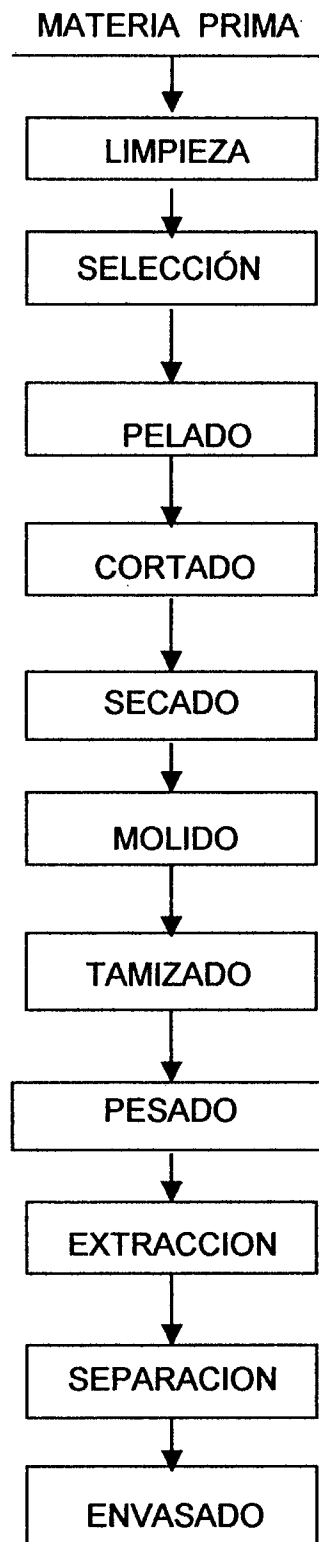 MATERIA PRIMA
LIMPIEZA
SELECCIÓN
PELADO
CORTADO
SECADO
MOLIDO
TAMIZADO
PESADO
EXTRACCION
SEPARACION
ENVASADO